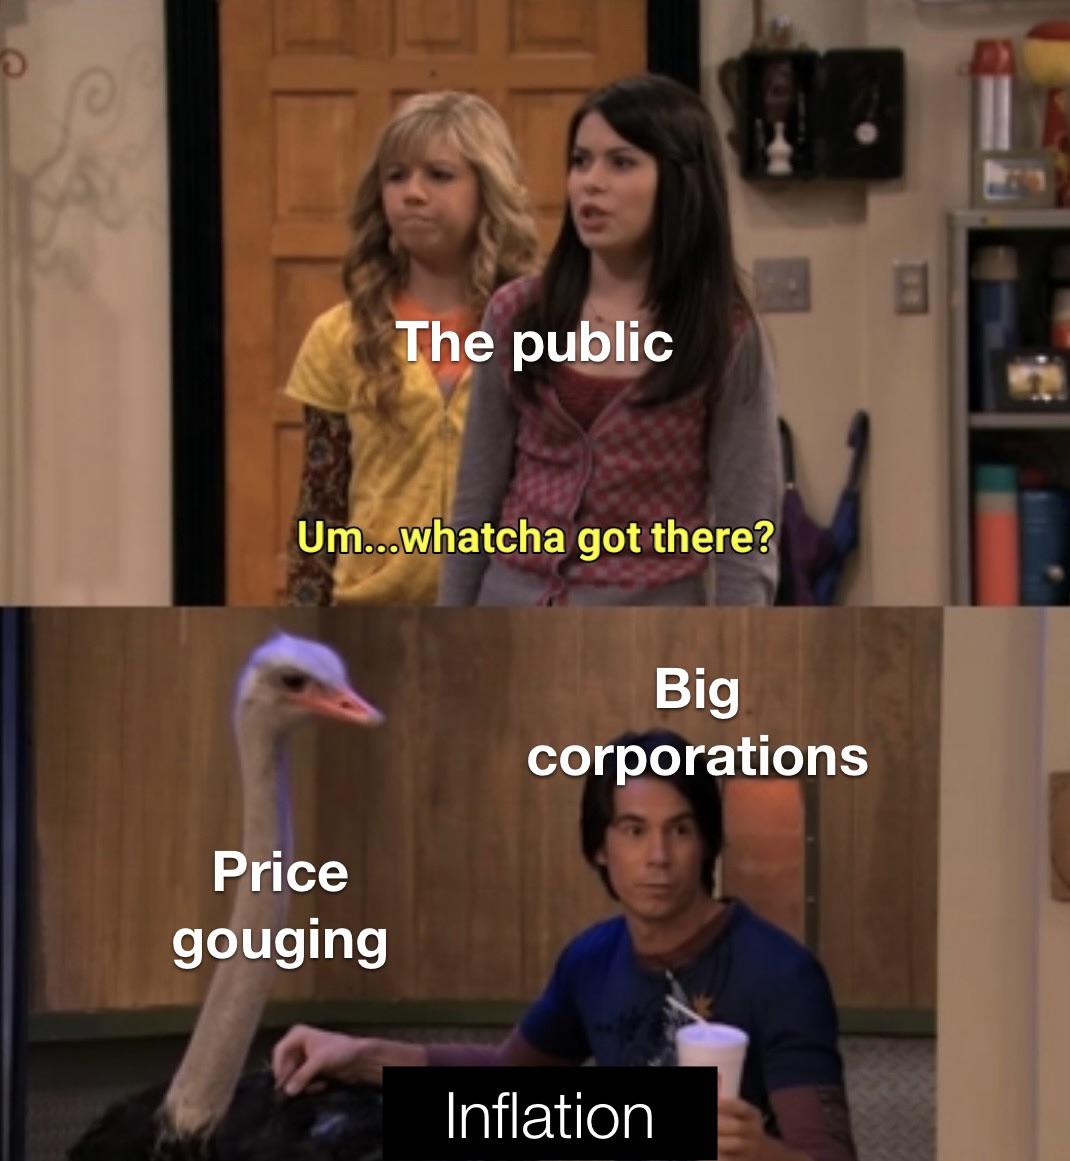 The public
Um...whatcha got there?
Big
corporations
Price
gouging
Inflation